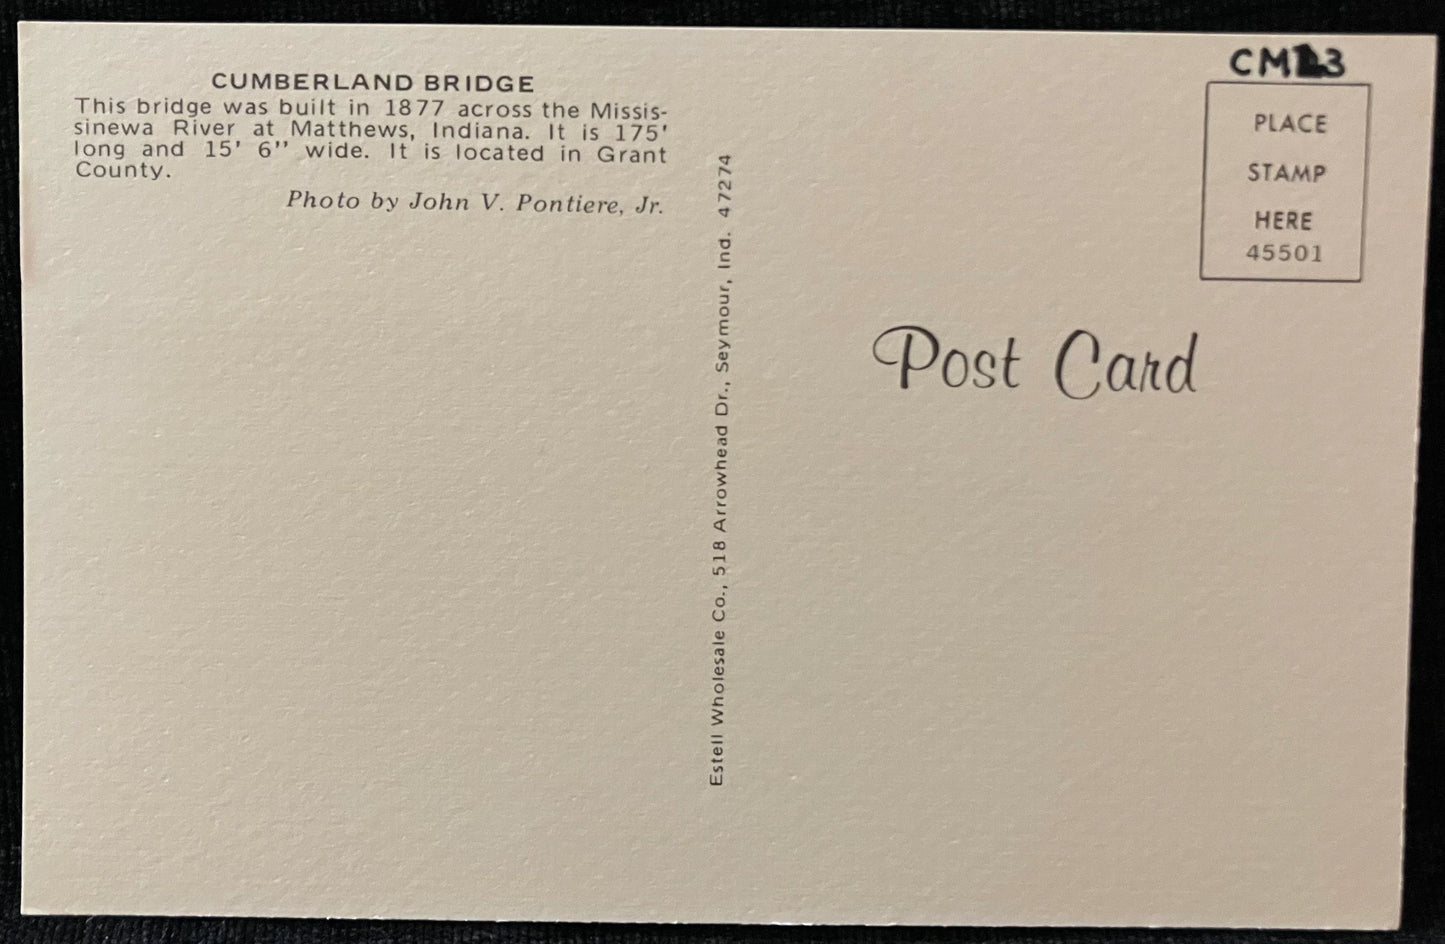 CUMBERLAND BRIDGE
This bridge was built in 1877 across the Missis-
sinewa River at Matthews, Indiana. It is 175'
long and 15' 6" wide. It is located in Grant
County.
Photo by John V. Pontiere, Jr.
Estell Wholesale Co., 518 Arrowhead Dr., Seymour, Ind. 47274
PLACE
STAMP
HERE
45501
Post Card